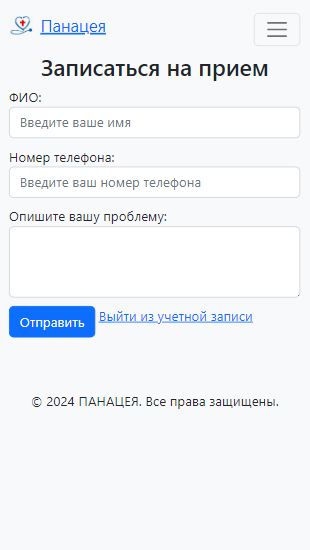 Панацея
Записаться на прием
ФИО:
Введите ваше имя
Номер телефона:
Введите ваш номер телефона
Опишите вашу проблему:
Отправить Выйти из учетной записи
© 2024 ПАНАЦЕЯ. Все права защищены.